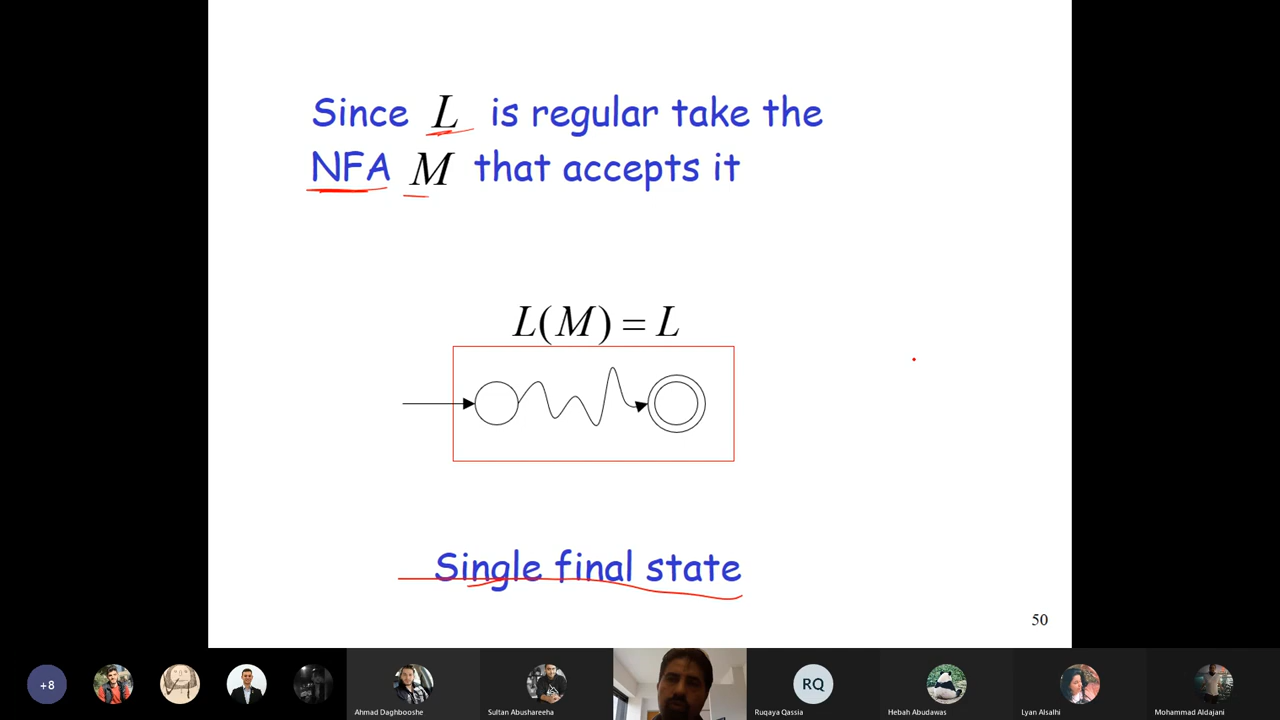 Since L is regular take the
NFA M that accepts it
L(M) = L
Single final state
50
+8
Ahmad Daghbooshe
Sultan Abushareeha
RQ
Ruqaya Qassia
Hebah Abudawas
Lyan Alsalhi
Mohammad Aldajani